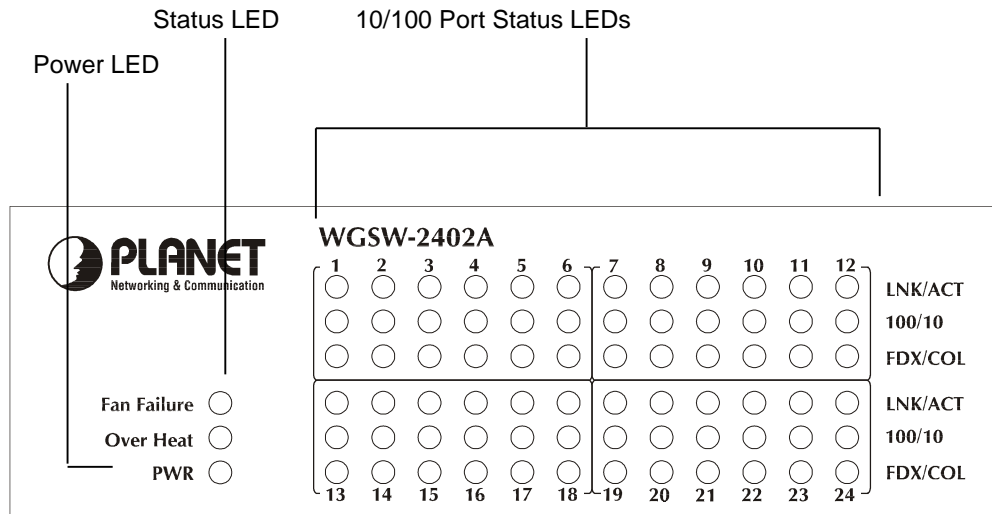 Status LED
10/100 Port Status LEDs
Power LED
WGSW-2402A
PLANET
Networking & Communication
1 2 3 4 5 6 7 8 9 10 11 12
LNK/ACT
100/10
FDX/COL
Fan Failure
LNK/ACT
Over Heat
100/10
PWR
FDX/COL
13 14 15 16 17 18 19 20 21 22 23 24